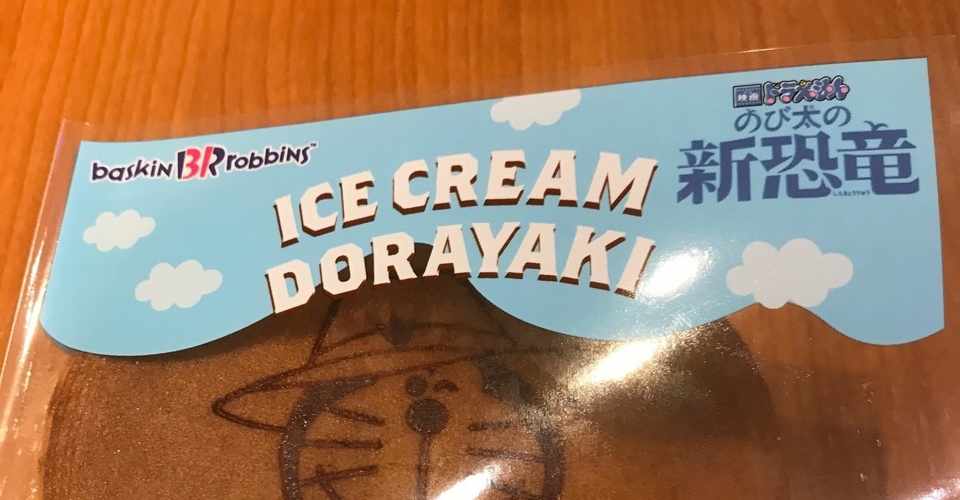 baskin BR robbins™
ICE CREAM
DORAYAKI
映画ドラえもん
のび太の
新恐竜